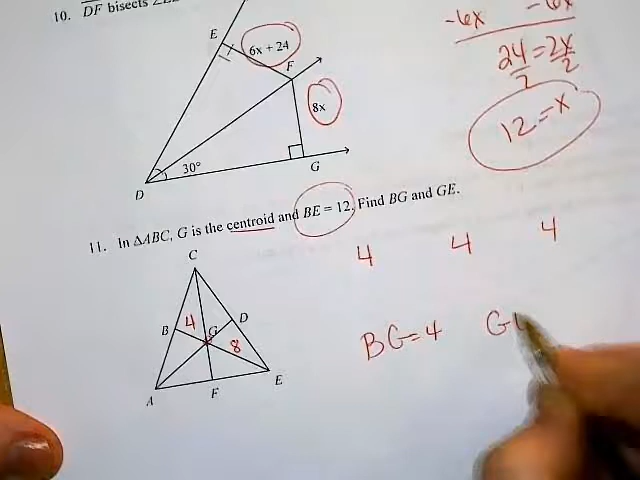 10. DF bisects
-6x -6x
24 = 2x
2 2
12 = x
E
6x + 24
F
8x
30°
D
G
11. In ΔABC, G is the centroid and BE = 12. Find BG and GE.
4 4 4
C
B 4 G D
8
A F E
BG=4